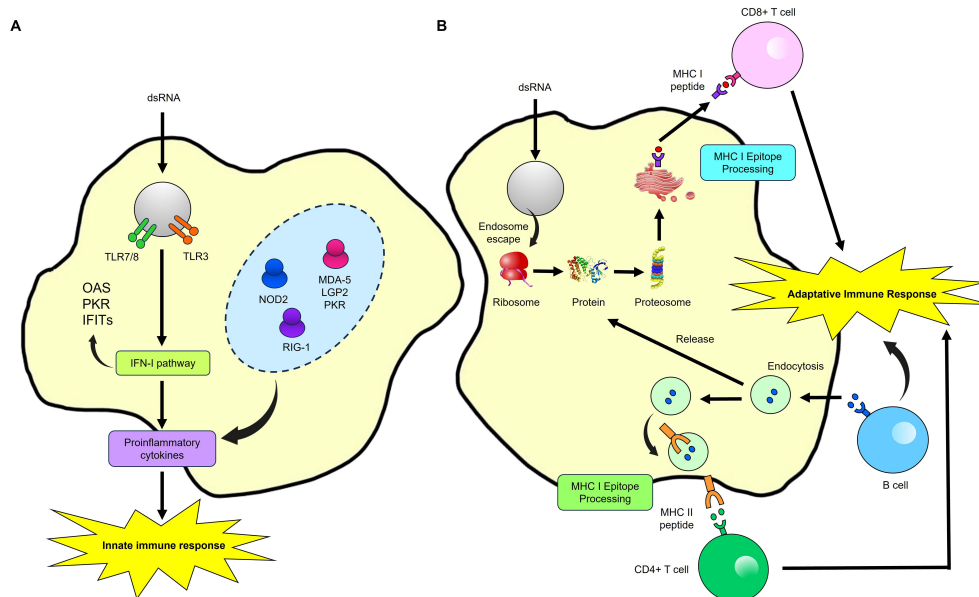 A
dsRNA
TLR7/8
TLR3
OAS
PKR
IFITs
NOD2
MDA-5
LGP2
PKR
RIG-1
IFN-I pathway
Proinflammatory
cytokines
Innate immune response
B
CD8+ T cell
MHC I
peptide
dsRNA
MHC I Epitope
Processing
Endosome
escape
Ribosome
Protein
Proteosome
Adaptative Immune Response
Release
Endocytosis
B cell
MHC I Epitope
Processing
MHC II
peptide
CD4+ T cell